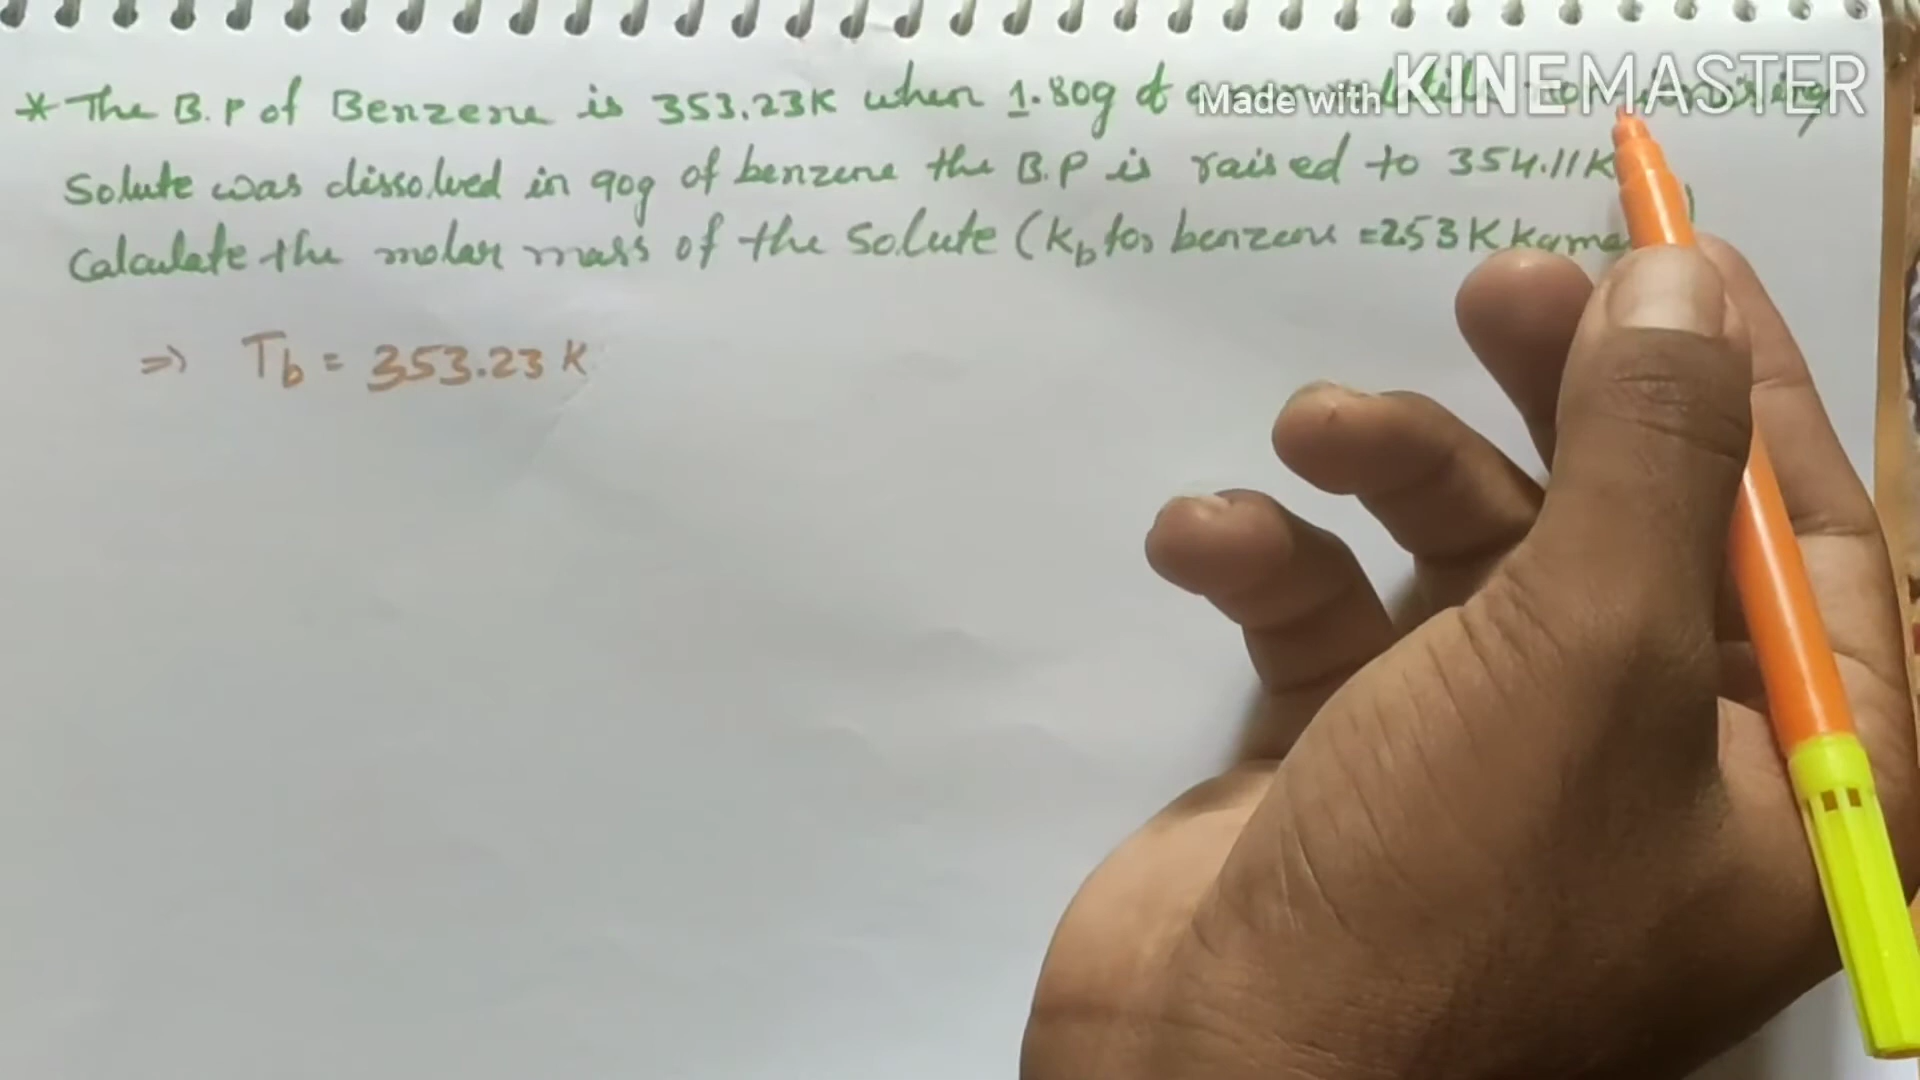 * The B.P of Benzene is 353.23K when 1.80g of
Made with KINEMASTER
Solute was dissolved in 90g of benzene the B.P is raised to 354.11K
Calculate the molar mass of the Solute (Kb for benzene = 2.53 K Kg
⇒ Tb = 353.23 K